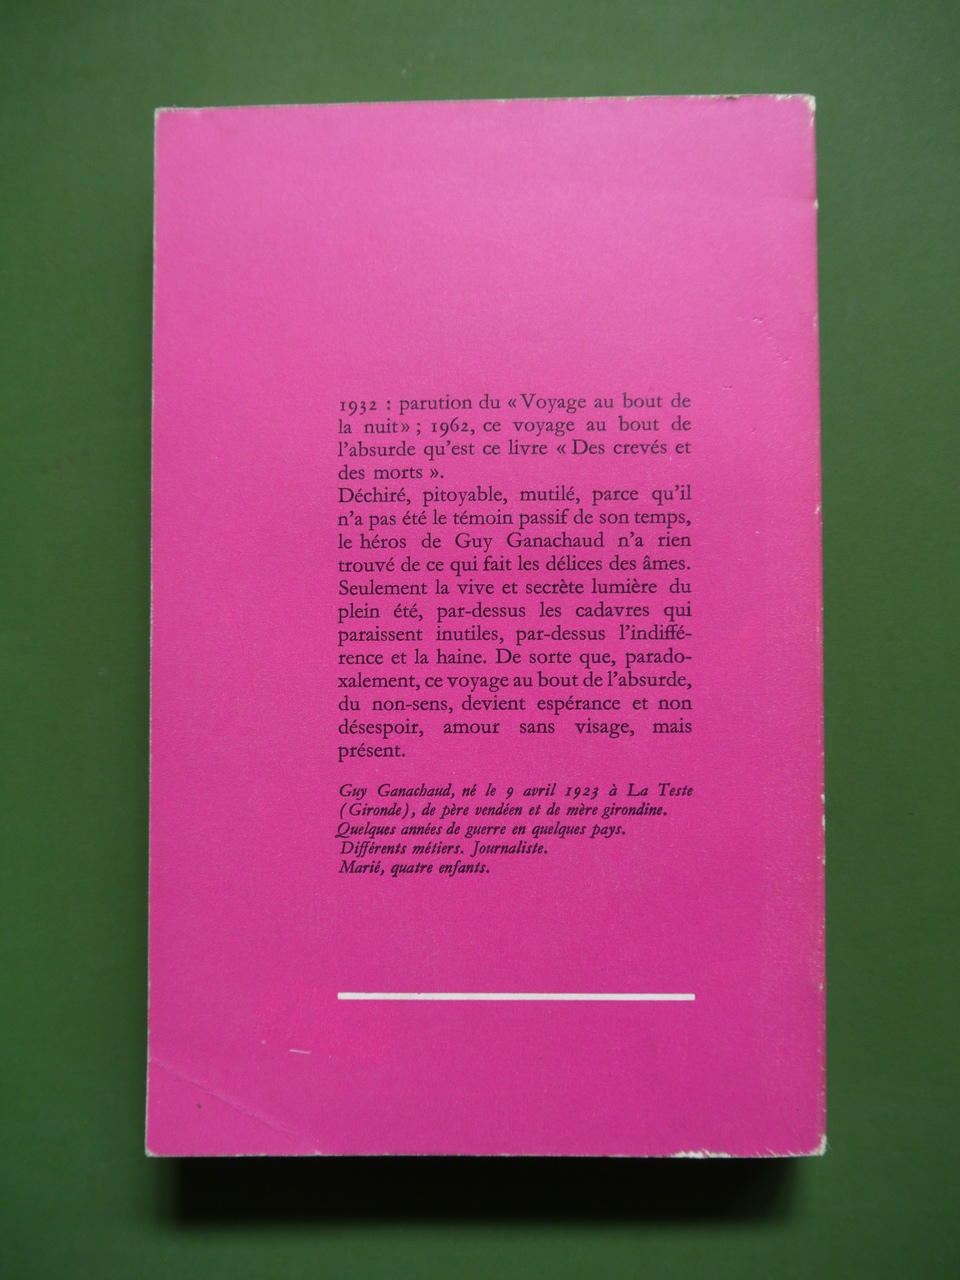 1932 : parution du « Voyage au bout de
la nuit » ; 1962, ce voyage au bout de
l'absurde qu'est ce livre « Des crevés et
des morts ».
Déchiré, pitoyable, mutilé, parce qu'il
n'a pas été le témoin passif de son temps,
le héros de Guy Ganachaud n'a rien
trouvé de ce qui fait les délices des âmes.
Seulement la vive et secrète lumière du
plein été, par-dessus les cadavres qui
paraissent inutiles, par-dessus l'indiffé-
rence et la haine. De sorte que, parado-
xalement, ce voyage au bout de l'absurde,
du non-sens, devient espérance et non
désespoir, amour sans visage, mais
présent.
Guy Ganachaud, né le 9 avril 1923 à La Teste
(Gironde), de père vendéen et de mère girondine.
Quelques années de guerre en quelques pays.
Différents métiers. Journaliste.
Marié, quatre enfants.